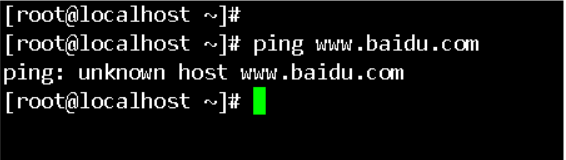 [root@localhost ~]#
[root@localhost ~]# ping www.baidu.com
ping: unknown host www.baidu.com
[root@localhost ~]#